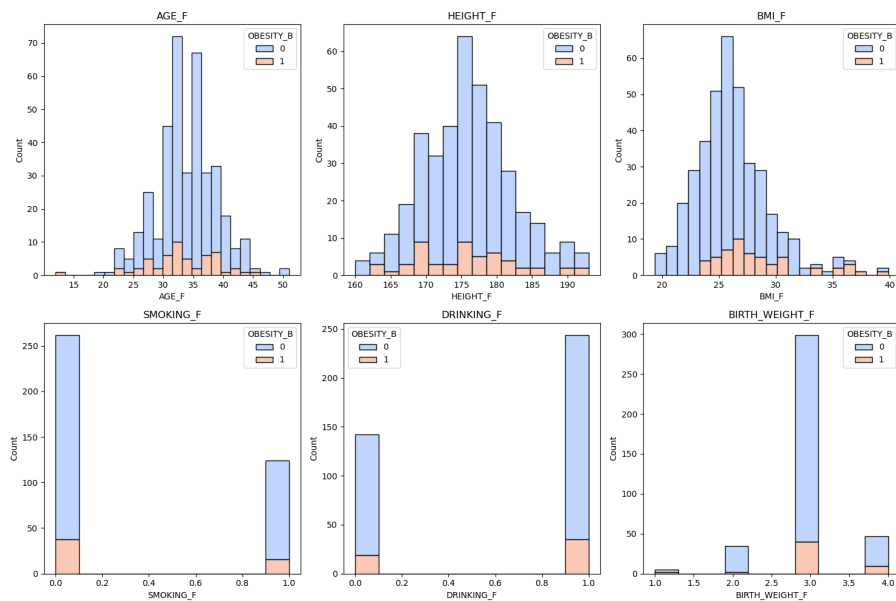 AGE_F
HEIGHT_F
BMI_F
OBESITY_B
0
1
OBESITY_B
0
1
OBESITY_B
0
1
Count
70
60
50
40
30
20
10
0
Count
60
50
40
30
20
10
0
Count
60
50
40
30
20
10
0
15 20 25 30 35 40 45 50
160 165 170 175 180 185 190
20 25 30 35 40
AGE_F
HEIGHT_F
BMI_F
SMOKING_F
DRINKING_F
BIRTH_WEIGHT_F
OBESITY_B
0
1
OBESITY_B
0
1
OBESITY_B
0
1
Count
250
200
150
100
50
0
Count
250
200
150
100
50
0
Count
300
250
200
150
100
50
0
0.0 0.2 0.4 0.6 0.8 1.0
0.0 0.2 0.4 0.6 0.8 1.0
1.0 1.5 2.0 2.5 3.0 3.5 4.0
SMOKING_F
DRINKING_F
BIRTH_WEIGHT_F